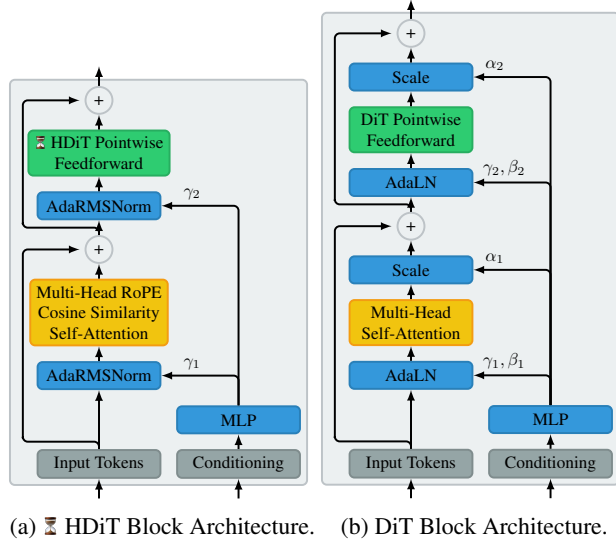 +
⏳ HDiT Pointwise
Feedforward
γ2
AdaRMSNorm
+
Multi-Head RoPE
Cosine Similarity
Self-Attention
γ1
AdaRMSNorm
MLP
Input Tokens
Conditioning
(a) ⏳ HDiT Block Architecture.
+
α2
Scale
DiT Pointwise
Feedforward
γ2, β2
AdaLN
+
α1
Scale
Multi-Head
Self-Attention
γ1, β1
AdaLN
MLP
Input Tokens
Conditioning
(b) DiT Block Architecture.